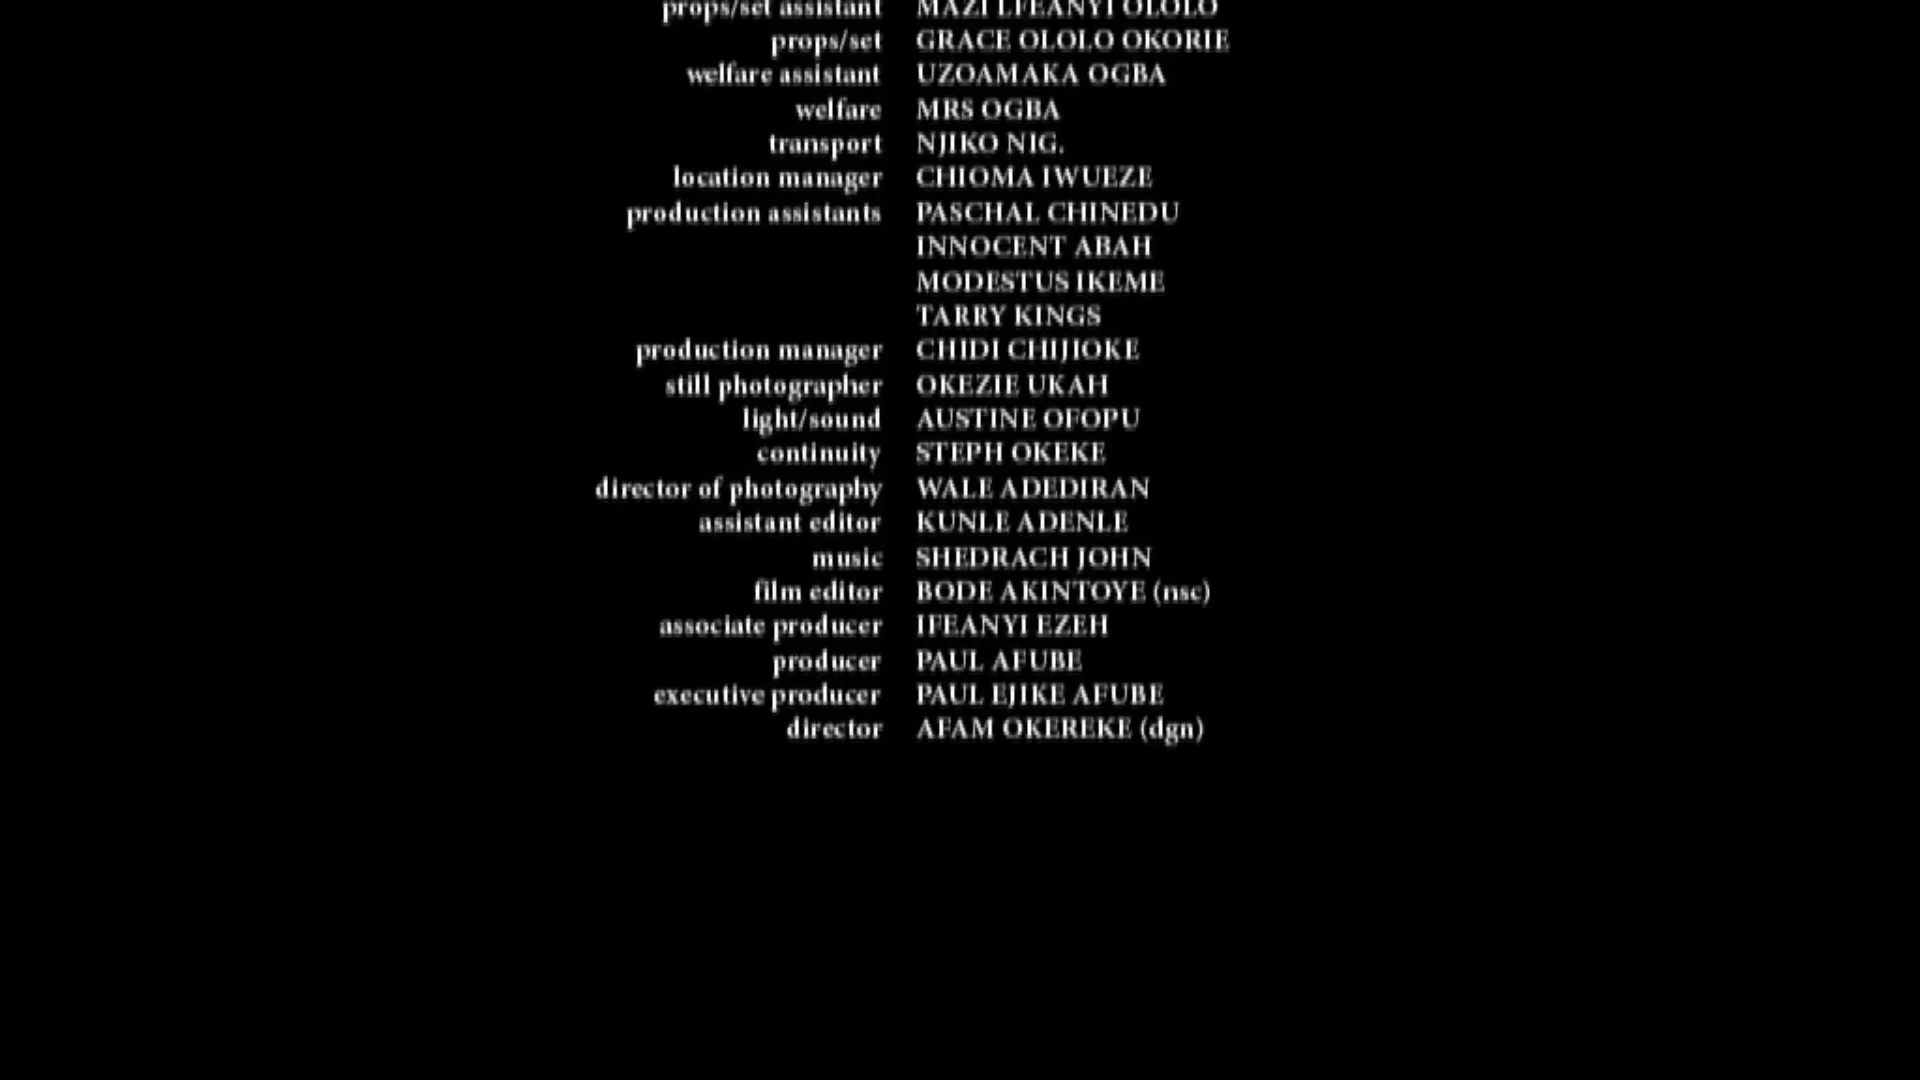 props/set assistant MAZI LFEANYI OLOLO
props/set GRACE OLOLO OKORIE
welfare assistant UZOAMAKA OGBA
welfare MRS OGBA
transport NJIKO NIG.
location manager CHIOMA IWUEZE
production assistants PASCHAL CHINEDU
INNOCENT ABAH
MODESTUS IKEME
TARRY KINGS
production manager CHIDI CHIJIOKE
still photographer OKEZIE UKAH
light/sound AUSTINE OFOPU
continuity STEPH OKEKE
director of photography WALE ADEDIRAN
assistant editor KUNLE ADENLE
music SHEDRACH JOHN
film editor BODE AKINTOYE (nsc)
associate producer IFEANYI EZEH
producer PAUL AFUBE
executive producer PAUL EJIKE AFUBE
director AFAM OKEREKE (dgn)